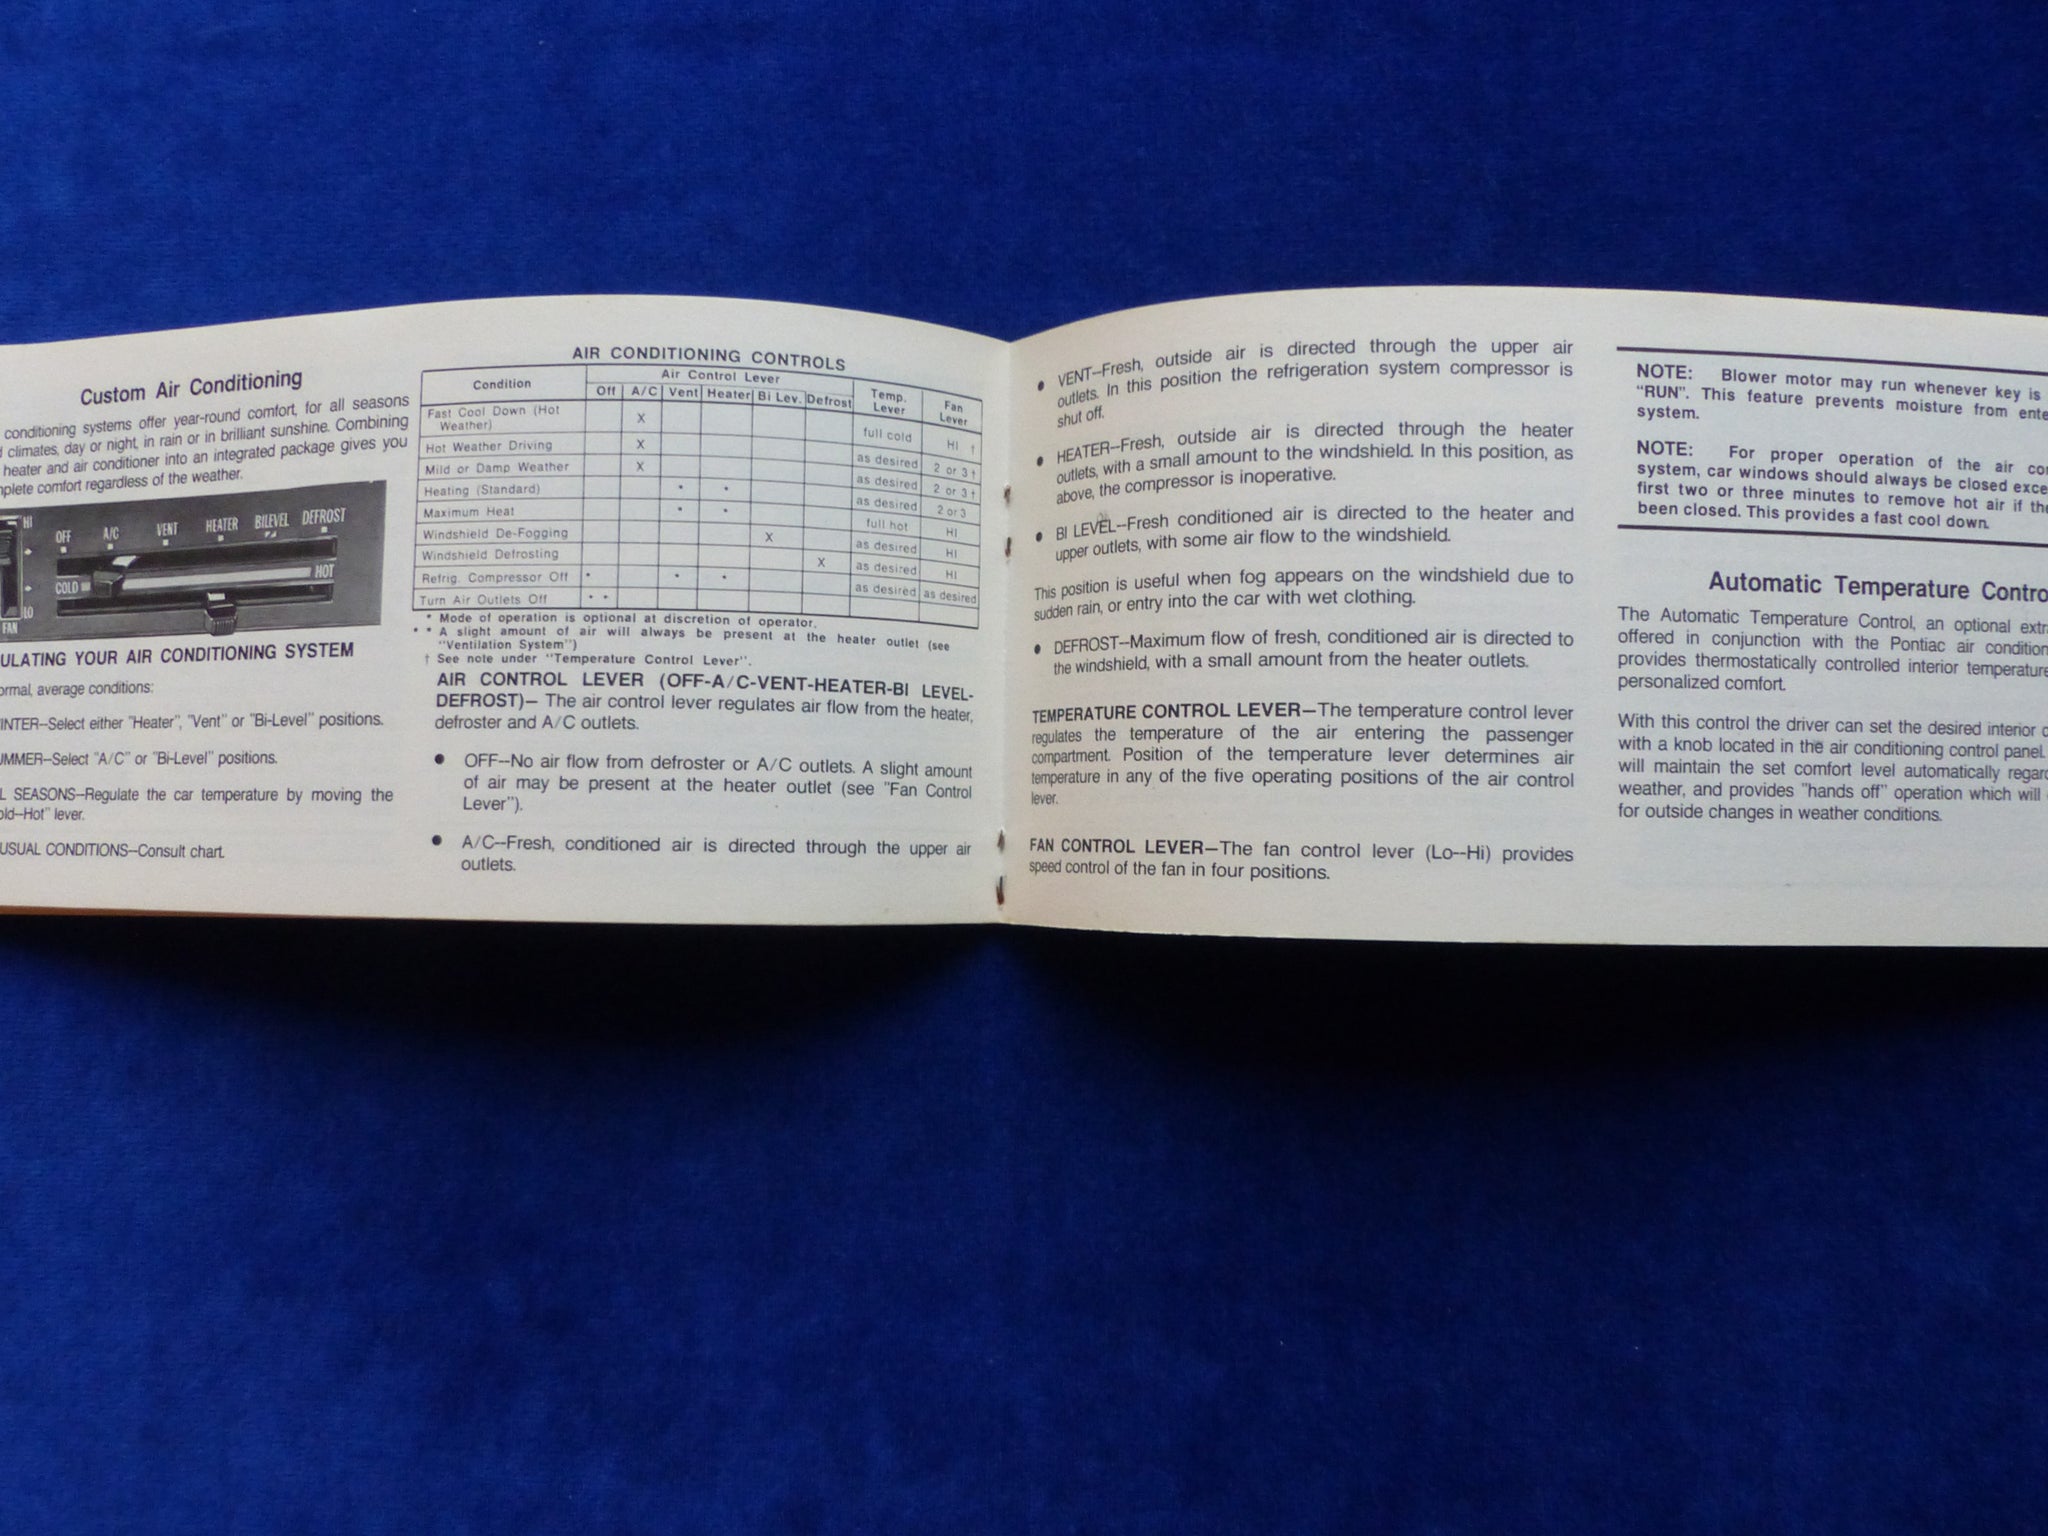 Custom Air Conditioning
conditioning systems offer year-round comfort, for all seasons
climates, day or night, in rain or in brilliant sunshine. Combining
heater and air conditioner into an integrated package gives you
comfort regardless of the weather.
HI
OFF A/C VENT HEATER BILEVEL DEFROST
COLD HOT
LO
FAN
YOUR AIR CONDITIONING SYSTEM
average conditions:
–Select either "Heater", "Vent" or "Bi-Level" positions.
–Select "A/C" or "Bi-Level" positions.
SEASONS–Regulate the car temperature by moving the
Hot" lever.
CONDITIONS–Consult chart.
AIR CONDITIONING CONTROLS
Condition Air Control Lever Temp. Lever Fan Lever
Off A/C Vent Heater Bi Lev. Defrost
Fast Cool Down (Hot Weather) X full cold HI †
Hot Weather Driving X as desired 2 or 3†
Mild or Damp Weather X as desired 2 or 3†
Heating (Standard) * * as desired 2 or 3
Maximum Heat * * full hot HI
Windshield De-Fogging X as desired HI
Windshield Defrosting X as desired HI
Refrig. Compressor Off * * * as desired as desired
Turn Air Outlets Off * *
* Mode of operation is optional at discretion of operator.
* * A slight amount of air will always be present at the heater outlet (see
"Ventilation System")
† See note under "Temperature Control Lever".
AIR CONTROL LEVER (OFF-A/C-VENT-HEATER-BI LEVEL-
DEFROST)– The air control lever regulates air flow from the heater,
defroster and A/C outlets.
● OFF–No air flow from defroster or A/C outlets. A slight amount
of air may be present at the heater outlet (see "Fan Control
Lever").
● A/C--Fresh, conditioned air is directed through the upper air
outlets.
● VENT–Fresh, outside air is directed through the upper air
outlets. In this position the refrigeration system compressor is
shut off.
● HEATER–Fresh, outside air is directed through the heater
outlets, with a small amount to the windshield. In this position, as
above, the compressor is inoperative.
● BI LEVEL–Fresh conditioned air is directed to the heater and
upper outlets, with some air flow to the windshield.
This position is useful when fog appears on the windshield due to
sudden rain, or entry into the car with wet clothing.
● DEFROST–Maximum flow of fresh, conditioned air is directed to
the windshield, with a small amount from the heater outlets.
TEMPERATURE CONTROL LEVER–The temperature control lever
regulates the temperature of the air entering the passenger
compartment. Position of the temperature lever determines air
temperature in any of the five operating positions of the air control
lever.
FAN CONTROL LEVER–The fan control lever (Lo--Hi) provides
speed control of the fan in four positions.
NOTE: Blower motor may run whenever key is
"RUN". This feature prevents moisture from
system.
NOTE: For proper operation of the air
system, car windows should always be closed
first two or three minutes to remove hot air if
been closed. This provides a fast cool down.
Automatic Temperature
The Automatic Temperature Control, an optional
offered in conjunction with the Pontiac air
provides thermostatically controlled interior
personalized comfort.
With this control the driver can set the desired interior
with a knob located in the air conditioning control panel.
will maintain the set comfort level automatically
weather, and provides "hands off" operation which will
for outside changes in weather conditions.